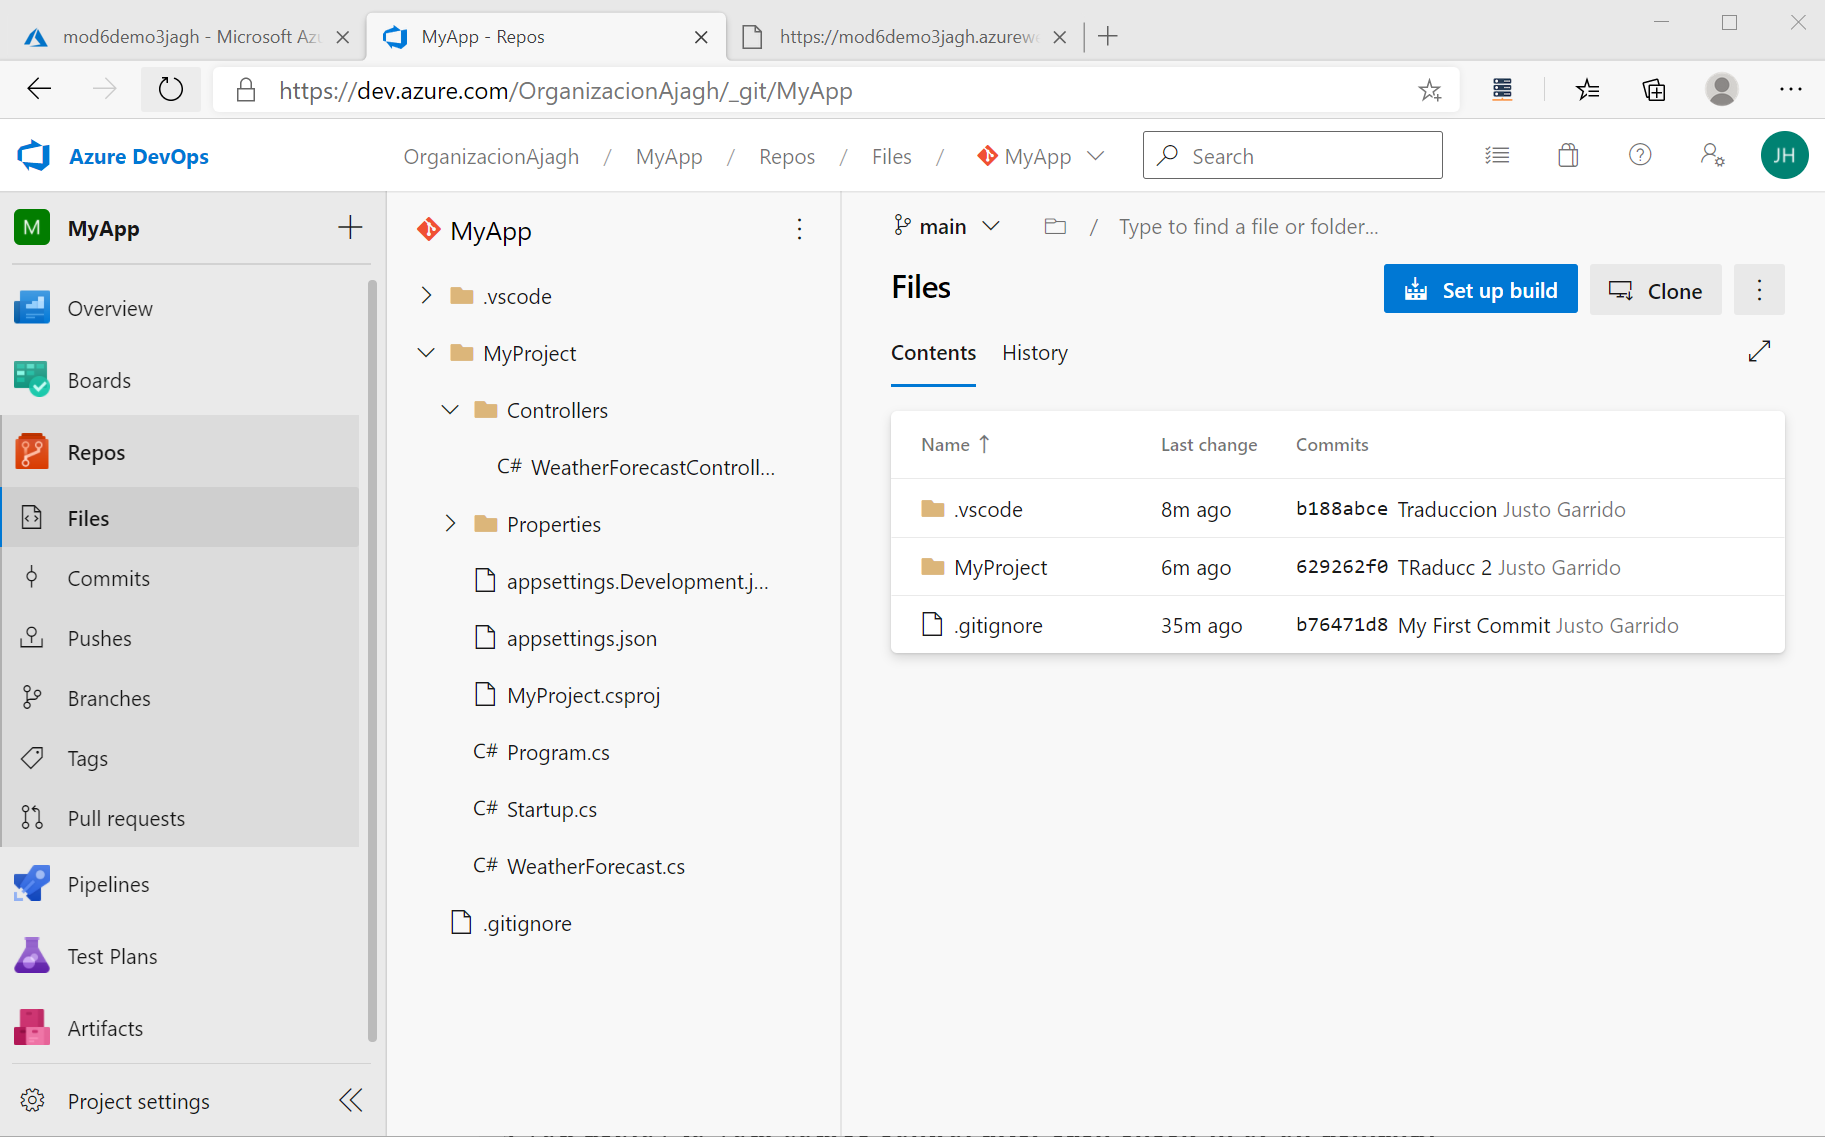 mod6demo3jagh - Microsoft Azu
MyApp - Repos
https://mod6demo3jagh.azurewe
https://dev.azure.com/OrganizacionAjagh/_git/MyApp
Azure DevOps
OrganizacionAjagh / MyApp / Repos / Files / MyApp
Search
JH
M MyApp
Overview
Boards
Repos
Files
Commits
Pushes
Branches
Tags
Pull requests
Pipelines
Test Plans
Artifacts
Project settings
MyApp
.vscode
MyProject
Controllers
C# WeatherForecastControll...
Properties
appsettings.Development.j...
appsettings.json
MyProject.csproj
C# Program.cs
C# Startup.cs
C# WeatherForecast.cs
.gitignore
main / Type to find a file or folder...
Files
Set up build
Clone
Contents History
Name ↑ Last change Commits
.vscode 8m ago b188abce Traduccion Justo Garrido
MyProject 6m ago 629262f0 TRaducc 2 Justo Garrido
.gitignore 35m ago b76471d8 My First Commit Justo Garrido